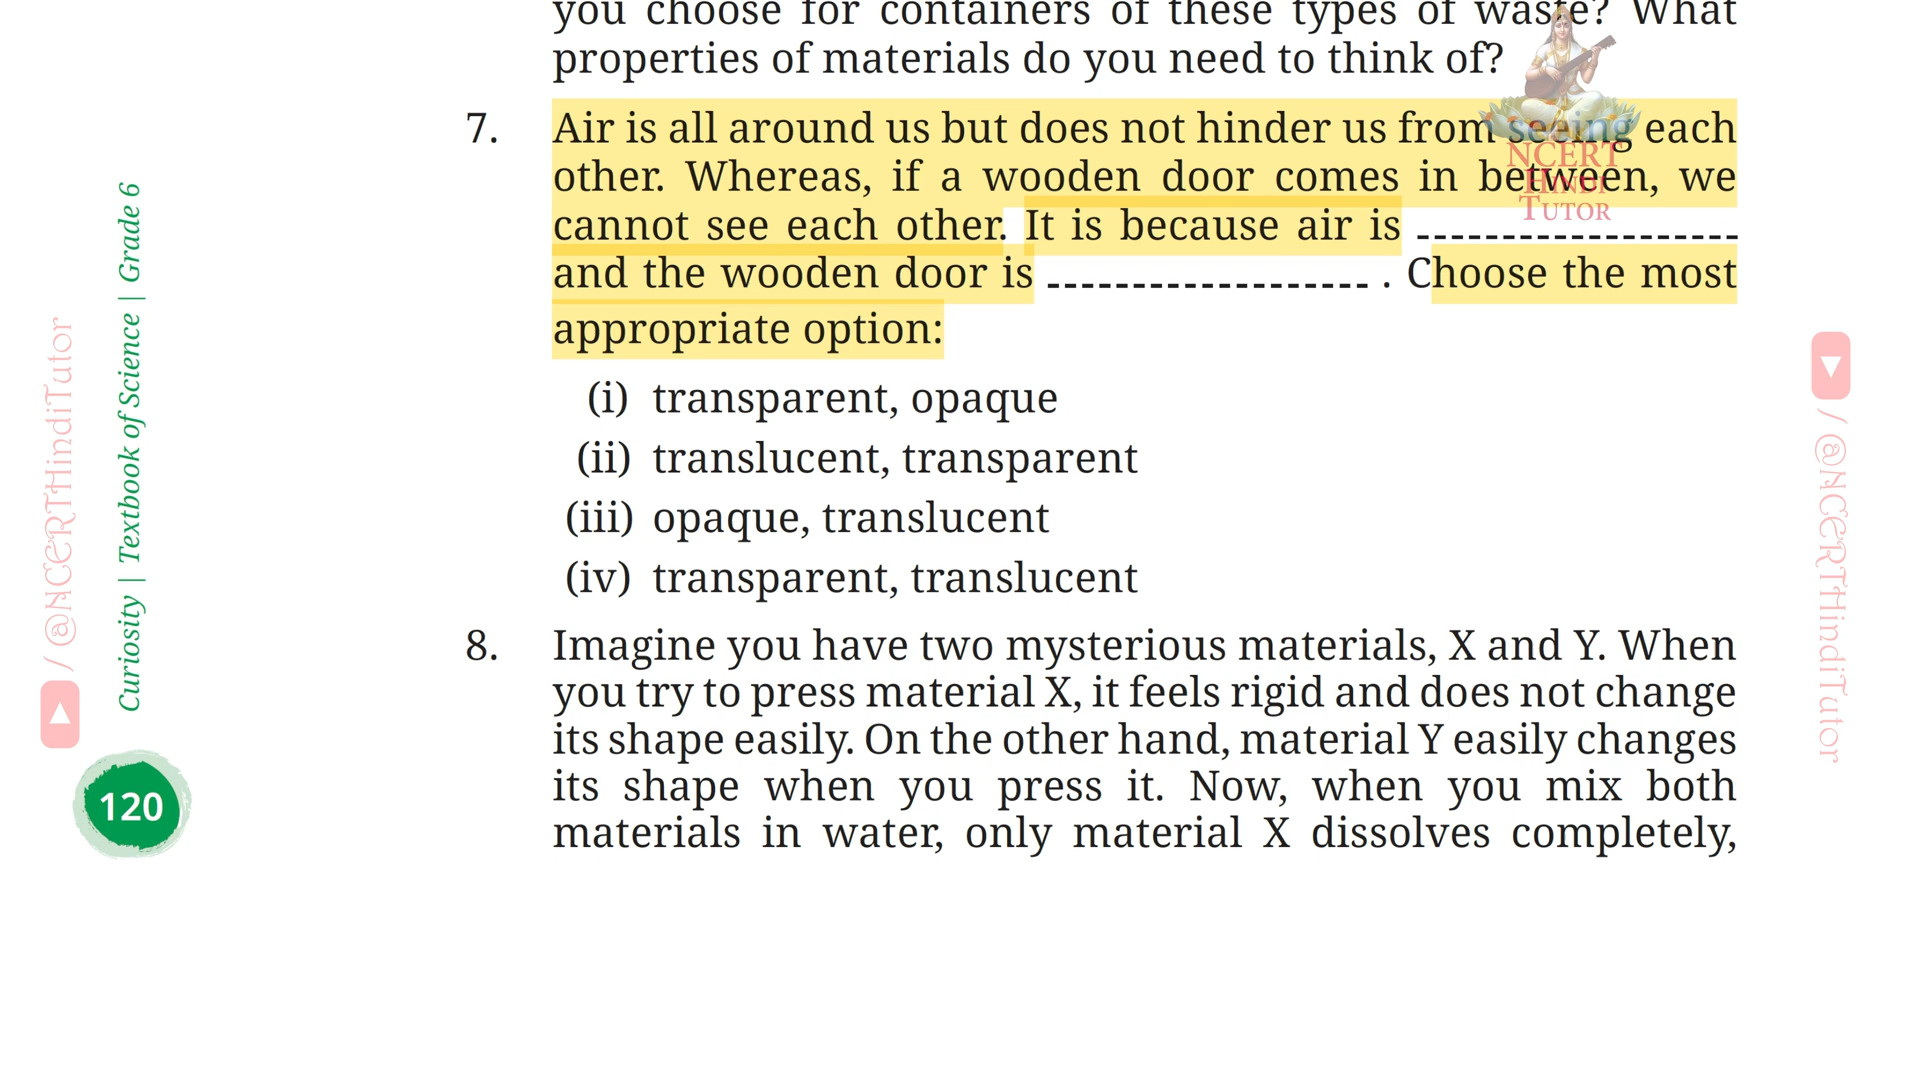 you choose for containers of these types of waste? What
properties of materials do you need to think of?
7. Air is all around us but does not hinder us from seeing each
other. Whereas, if a wooden door comes in between, we
cannot see each other. It is because air is
and the wooden door is . Choose the most
appropriate option:
(i) transparent, opaque
(ii) translucent, transparent
(iii) opaque, translucent
(iv) transparent, translucent
8. Imagine you have two mysterious materials, X and Y. When
you try to press material X, it feels rigid and does not change
its shape easily. On the other hand, material Y easily changes
its shape when you press it. Now, when you mix both
materials in water, only material X dissolves completely,
NCERT
HINDI
TUTOR
Curiosity | Textbook of Science | Grade 6
120
/ @NCERTHindiTutor
/ @NCERTHindiTutor